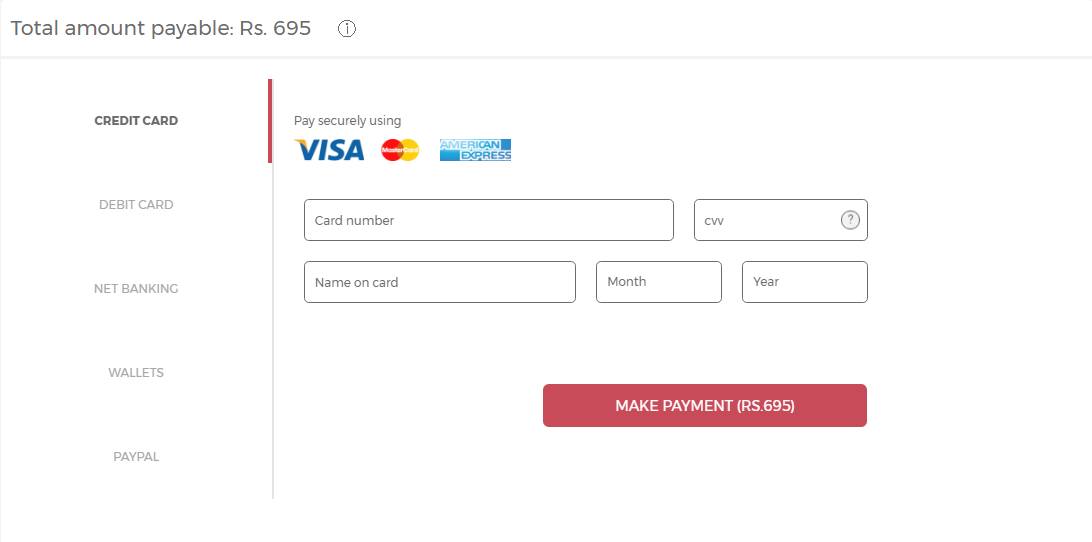 Total amount payable: Rs. 695 i
CREDIT CARD
DEBIT CARD
NET BANKING
WALLETS
PAYPAL
Pay securely using
VISA MasterCard AMERICAN EXPRESS
Card number cvv ?
Name on card Month Year
MAKE PAYMENT (RS.695)